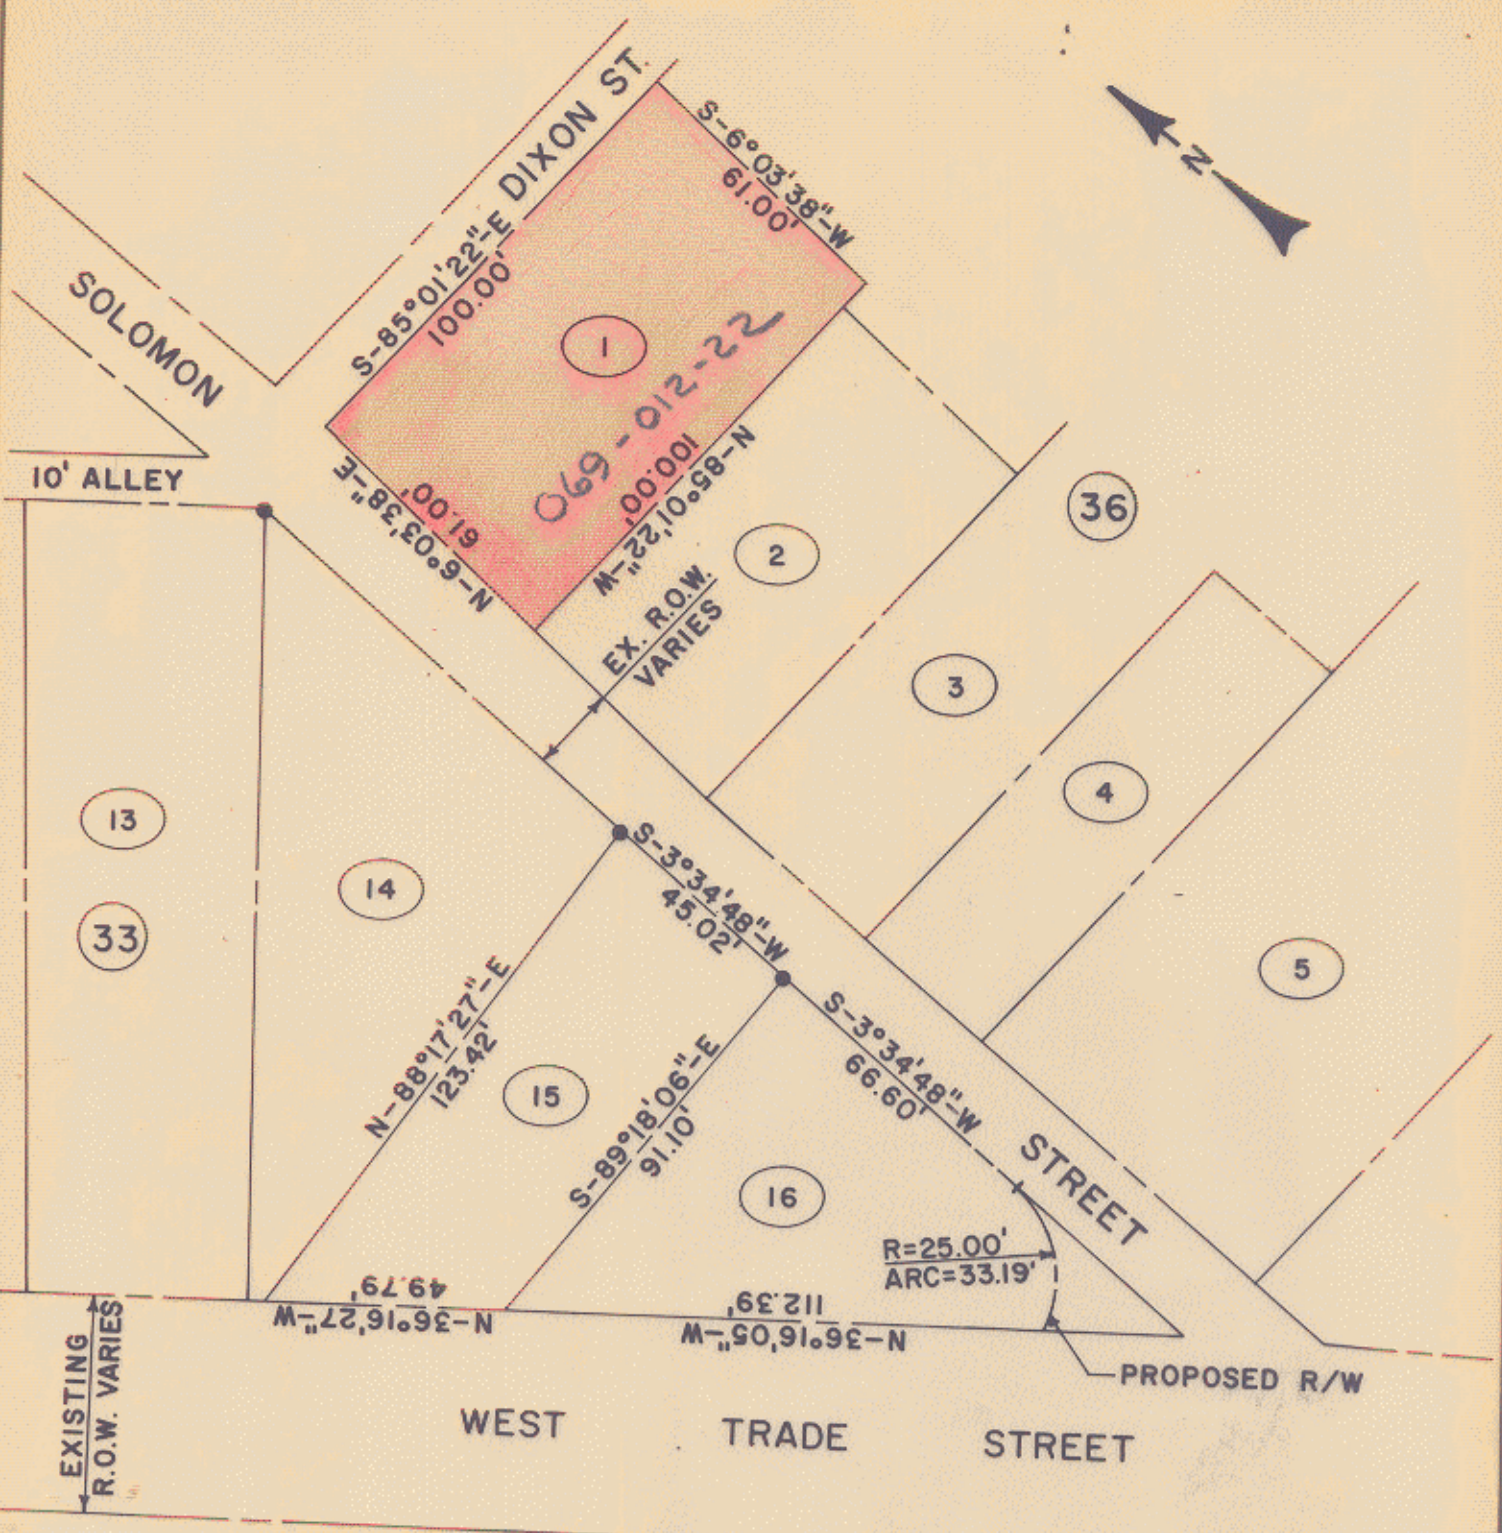 DIXON ST.
S-6°03'38"-W
61.00'
N
S-85°01'22"-E
100.00'
SOLOMON
1
069-012-22
10' ALLEY
N-6°03'38"-E
61.00'
N-85°01'22"-W
100.00'
36
2
EX. R.O.W.
VARIES
3
4
13
14
33
S-3°34'48"-W
45.02'
5
N-88°17'27"-E
123.42'
S-3°34'48"-W
66.60'
15
S-89°18'06"-E
91.10'
16
STREET
R=25.00'
ARC=33.19'
49.79'
N-36°16'27"-W
112.39'
N-36°16'05"-W
EXISTING
R.O.W. VARIES
PROPOSED R/W
WEST TRADE STREET